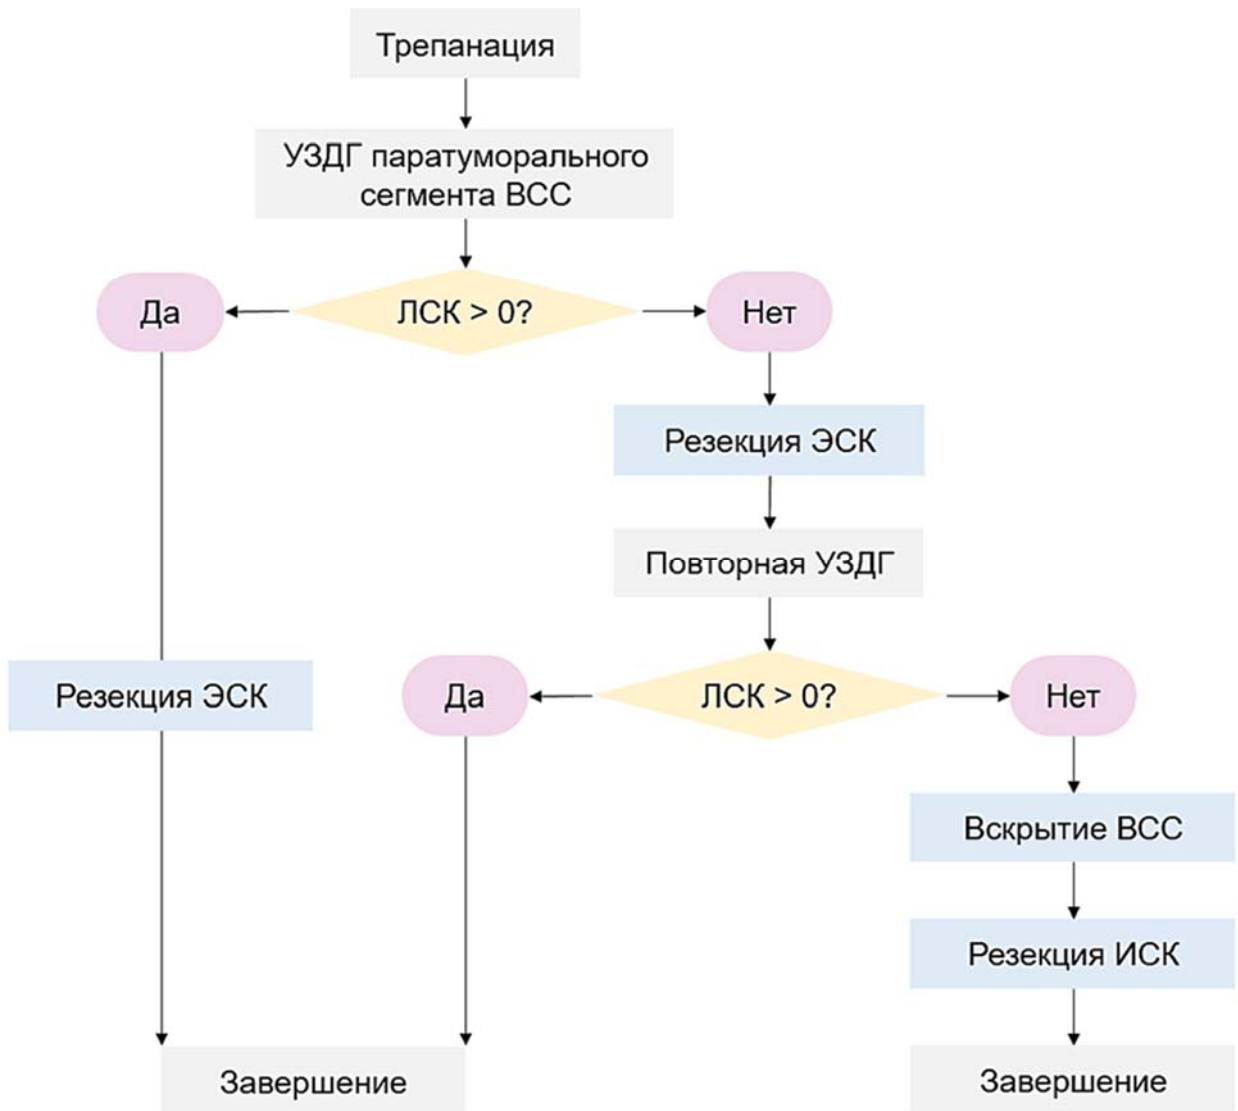 Трепанация
УЗДГ паратуморального
сегмента ВСС
Да
ЛСК > 0?
Нет
Резекция ЭСК
Повторная УЗДГ
Резекция ЭСК
Да
ЛСК > 0?
Нет
Вскрытие ВСС
Резекция ИСК
Завершение
Завершение